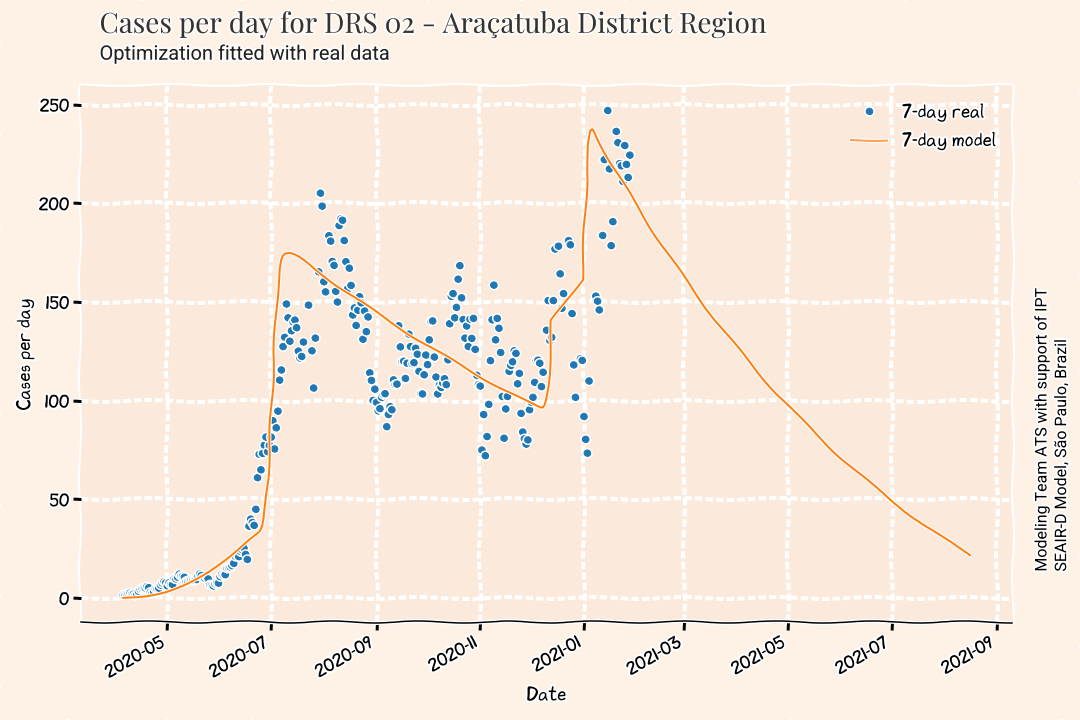 Cases per day for DRS 02 - Araçatuba District Region
Optimization fitted with real data
7-day real
7-day model
Cases per day
250
200
150
100
50
0
2020-05
2020-07
2020-09
2020-11
2021-01
2021-03
2021-05
2021-07
2021-09
Date
Modeling Team ATS with support of IPT
SEAIR-D Model, São Paulo, Brazil